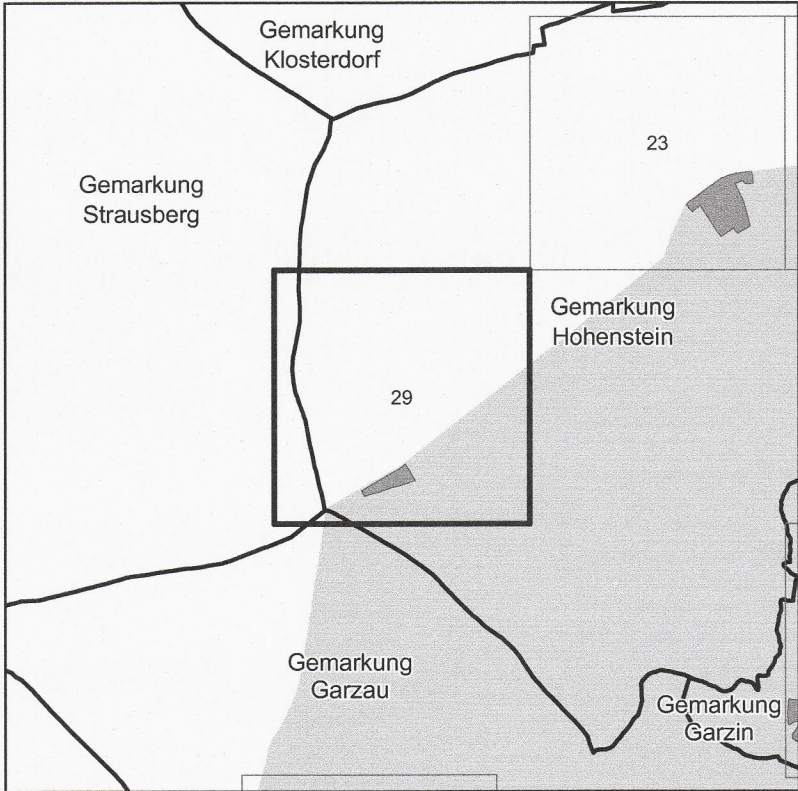 Gemarkung
Klosterdorf
23
Gemarkung
Strausberg
Gemarkung
Hohenstein
29
Gemarkung
Garzau
Gemarkung
Garzin